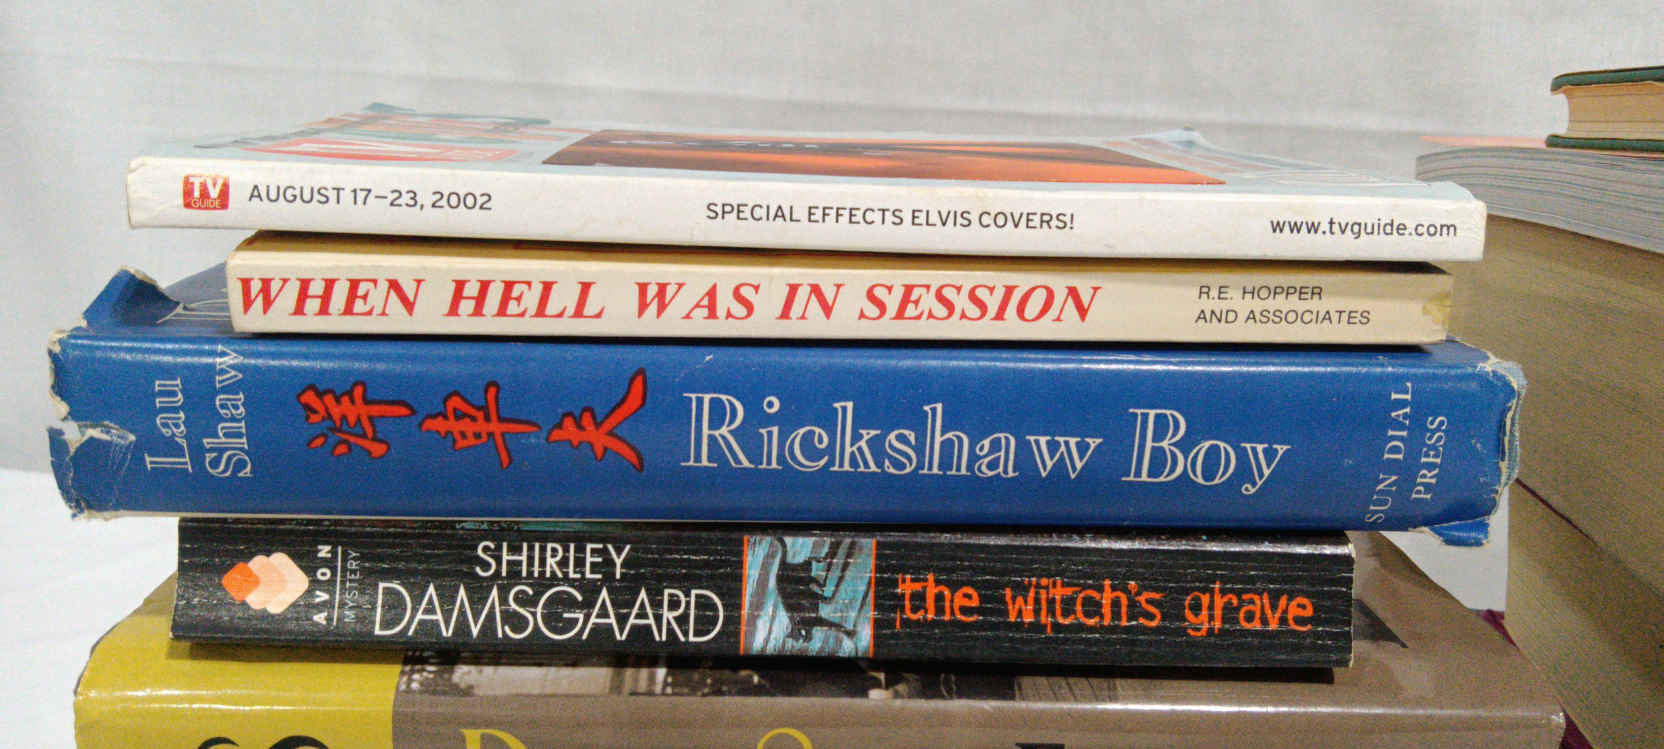 TV GUIDE AUGUST 17–23, 2002 SPECIAL EFFECTS ELVIS COVERS! www.tvguide.com
WHEN HELL WAS IN SESSION
R.E. HOPPER
AND ASSOCIATES
Lau
Shaw
洋車夫
Rickshaw Boy
SUN DIAL
PRESS
AVON
MYSTERY
SHIRLEY
DAMSGAARD
the witch's grave